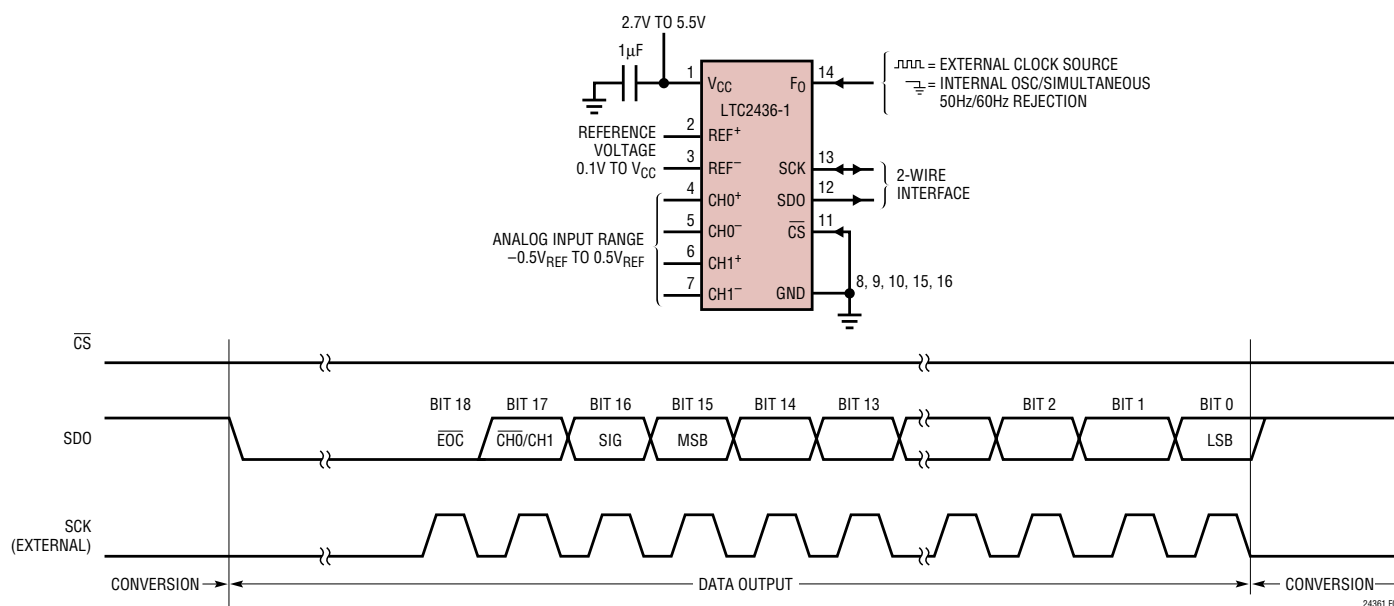 2.7V TO 5.5V
1µF
1
VCC
FO
14
= EXTERNAL CLOCK SOURCE
= INTERNAL OSC/SIMULTANEOUS
50Hz/60Hz REJECTION
LTC2436-1
REFERENCE
VOLTAGE
0.1V TO VCC
2
REF+
3
REF–
SCK
13
2-WIRE
INTERFACE
4
CH0+
SDO
12
5
CH0–
CS
11
ANALOG INPUT RANGE
–0.5VREF TO 0.5VREF
6
CH1+
7
CH1–
GND
8, 9, 10, 15, 16
CS
BIT 18 BIT 17 BIT 16 BIT 15 BIT 14 BIT 13 BIT 2 BIT 1 BIT 0
SDO
EOC CH0/CH1 SIG MSB LSB
SCK
(EXTERNAL)
CONVERSION DATA OUTPUT CONVERSION